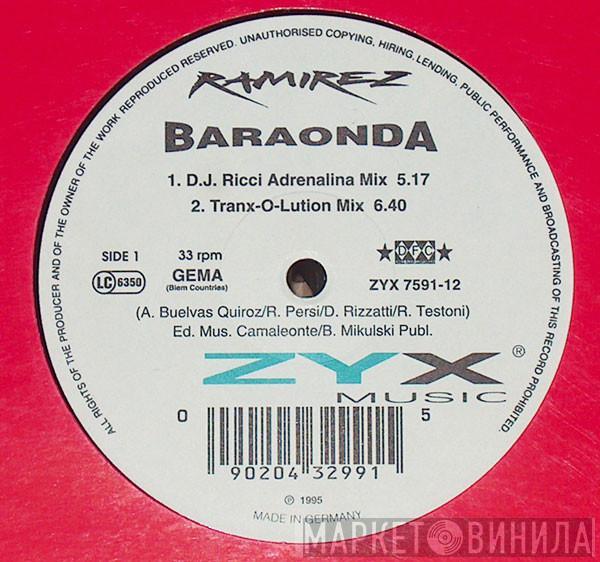 ALL RIGHTS OF THE PRODUCER AND OF THE OWNER OF THE WORK REPRODUCED RESERVED. UNAUTHORISED COPYING, HIRING, LENDING, PUBLIC PERFORMANCE AND BROADCASTING OF THIS RECORD PROHIBITED.
RAMIREZ
BARAONDA
1. D.J. Ricci Adrenalina Mix 5.17
2. Tranx-O-Lution Mix 6.40
SIDE 1
33 rpm
DFC
LC 6350
GEMA
(Biem Countries)
ZYX 7591-12
(A. Buelvas Quiroz/R. Persi/D. Rizzatti/R. Testoni)
Ed. Mus. Camaleonte/B. Mikulski Publ.
ZYX ®
MUSIC
0 90204 32991 5
℗ 1995
MADE IN GERMANY
МАРКЕТ ВИНИЛА